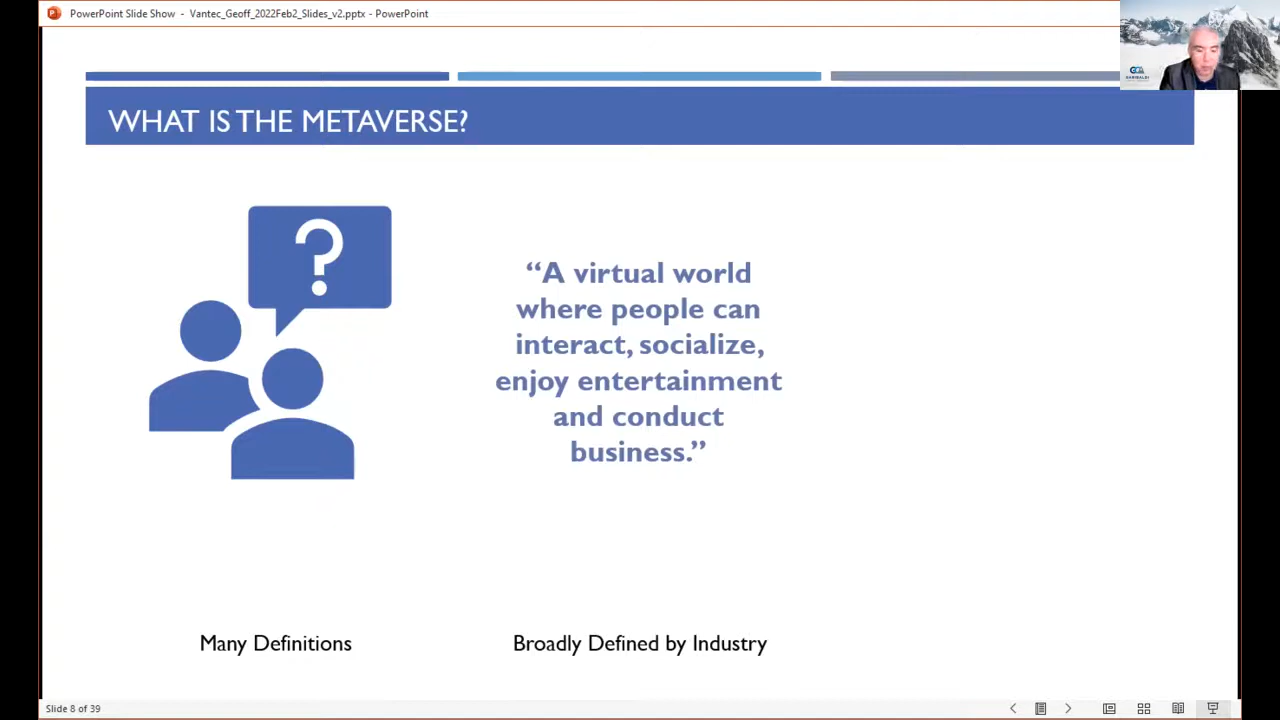 PowerPoint Slide Show - Vantec_Geoff_2022Feb2_Slides_v2.pptx - PowerPoint
WHAT IS THE METAVERSE?
?
“A virtual world
where people can
interact, socialize,
enjoy entertainment
and conduct
business.”
Many Definitions
Broadly Defined by Industry
Slide 8 of 39